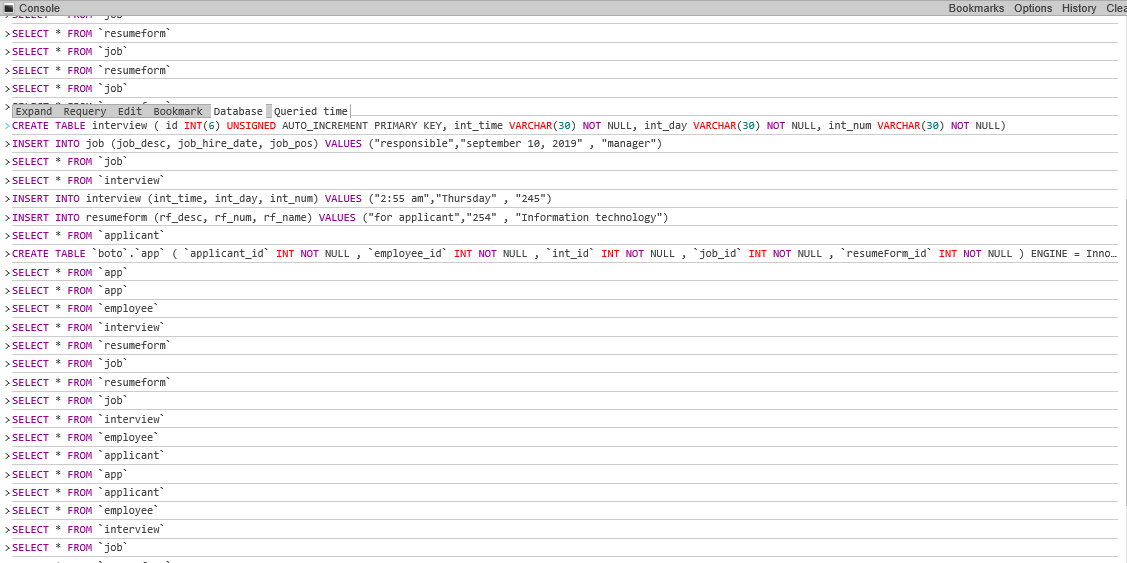 Console Bookmarks Options History Clea
SELECT * FROM `job`
>SELECT * FROM `resumeform`
>SELECT * FROM `job`
>SELECT * FROM `resumeform`
>SELECT * FROM `job`
>
Expand Requery Edit Bookmark Database Queried time
>CREATE TABLE interview ( id INT(6) UNSIGNED AUTO_INCREMENT PRIMARY KEY, int_time VARCHAR(30) NOT NULL, int_day VARCHAR(30) NOT NULL, int_num VARCHAR(30) NOT NULL)
>INSERT INTO job (job_desc, job_hire_date, job_pos) VALUES ("responsible","september 10, 2019" , "manager")
>SELECT * FROM `job`
>SELECT * FROM `interview`
>INSERT INTO interview (int_time, int_day, int_num) VALUES ("2:55 am","Thursday" , "245")
>INSERT INTO resumeform (rf_desc, rf_num, rf_name) VALUES ("for applicant","254" , "Information technology")
>SELECT * FROM `applicant`
>CREATE TABLE `boto`.`app` ( `applicant_id` INT NOT NULL , `employee_id` INT NOT NULL , `int_id` INT NOT NULL , `job_id` INT NOT NULL , `resumeForm_id` INT NOT NULL ) ENGINE = Inno…
>SELECT * FROM `app`
>SELECT * FROM `app`
>SELECT * FROM `employee`
>SELECT * FROM `interview`
>SELECT * FROM `resumeform`
>SELECT * FROM `job`
>SELECT * FROM `resumeform`
>SELECT * FROM `job`
>SELECT * FROM `interview`
>SELECT * FROM `employee`
>SELECT * FROM `applicant`
>SELECT * FROM `app`
>SELECT * FROM `applicant`
>SELECT * FROM `employee`
>SELECT * FROM `interview`
>SELECT * FROM `job`